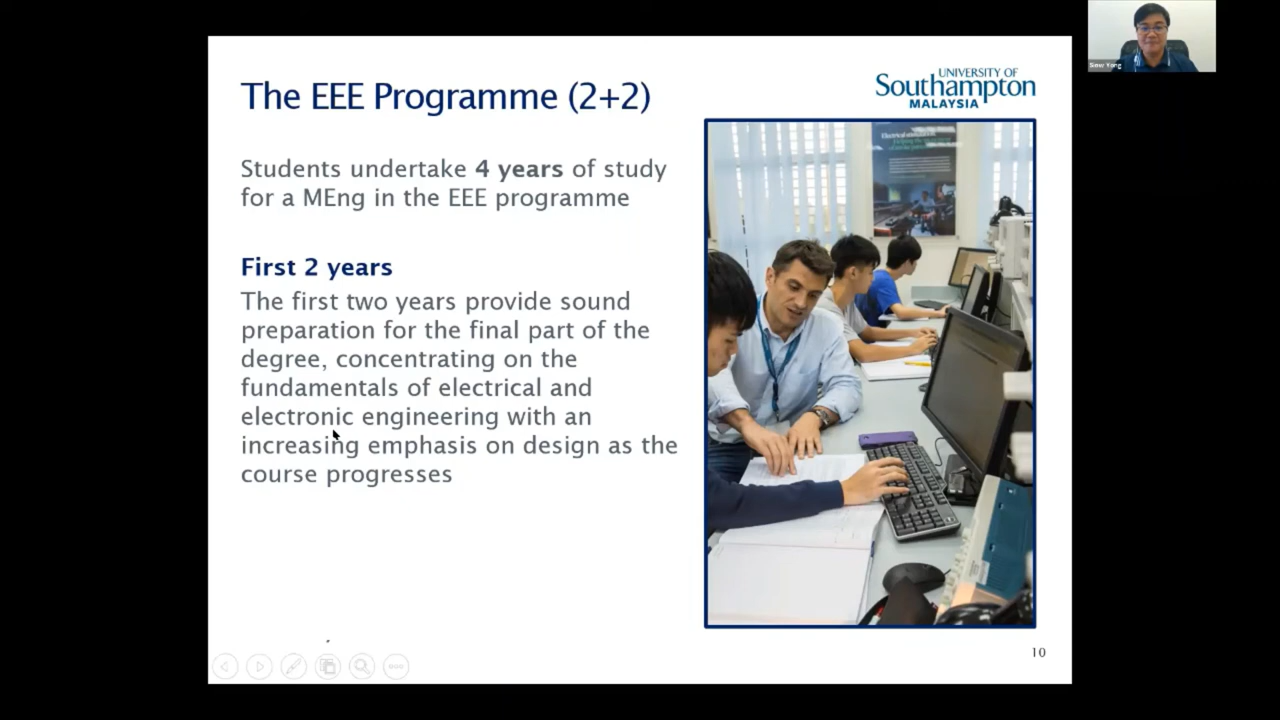 The EEE Programme (2+2)
UNIVERSITY OF
Southampton
MALAYSIA
Students undertake 4 years of study
for a MEng in the EEE programme
First 2 years
The first two years provide sound
preparation for the final part of the
degree, concentrating on the
fundamentals of electrical and
electronic engineering with an
increasing emphasis on design as the
course progresses
10
Siew Yong